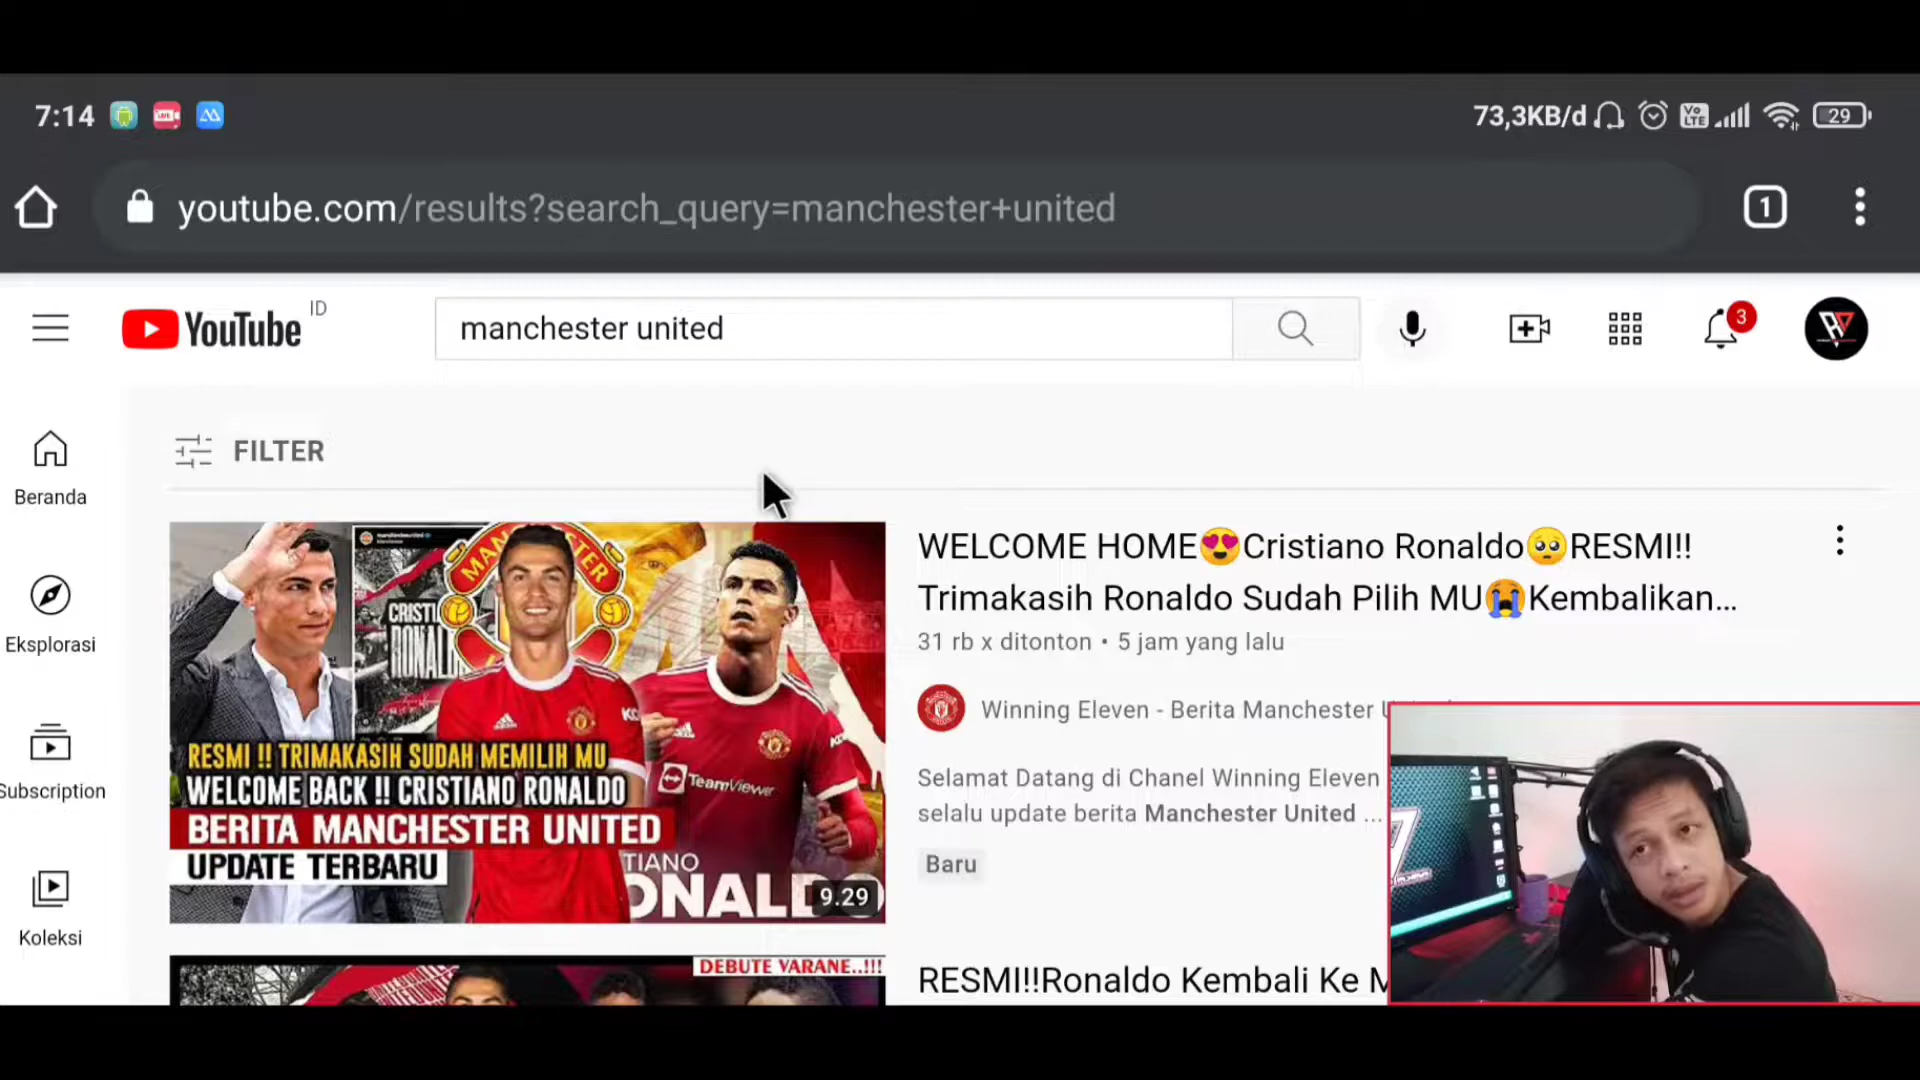 7:14
73,3KB/d
Vo LTE
29
youtube.com/results?search_query=manchester+united
1
YouTube ID
manchester united
3
FILTER
Beranda
Eksplorasi
Subscription
Koleksi
MANCHESTER
RESMI !! TRIMAKASIH SUDAH MEMILIH MU
WELCOME BACK !! CRISTIANO RONALDO
BERITA MANCHESTER UNITED
UPDATE TERBARU
TeamViewer
9.29
WELCOME HOME😍Cristiano Ronaldo🥺RESMI!!
Trimakasih Ronaldo Sudah Pilih MU😭Kembalikan...
31 rb x ditonton • 5 jam yang lalu
Winning Eleven - Berita Manchester
Selamat Datang di Chanel Winning Eleven
selalu update berita Manchester United ...
Baru
DEBUTE VARANE..!!!
RESMI!!Ronaldo Kembali Ke